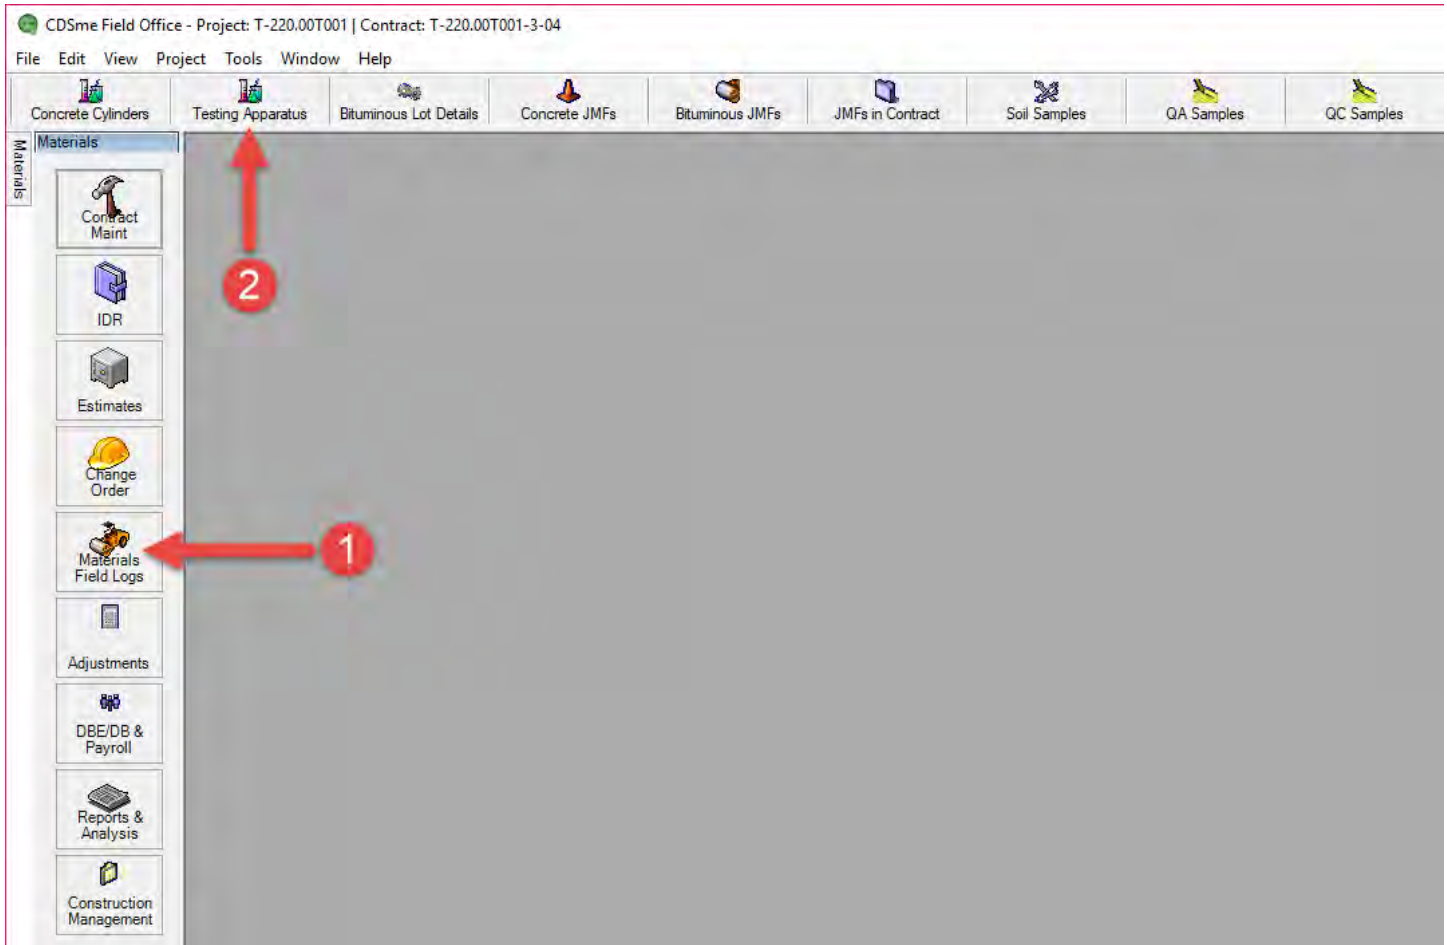 CDSme Field Office - Project: T-220.00T001 | Contract: T-220.00T001-3-04
File Edit View Project Tools Window Help
Concrete Cylinders Testing Apparatus Bituminous Lot Details Concrete JMFs Bituminous JMFs JMFs in Contract Soil Samples QA Samples QC Samples
Materials
Materials
Contract
Maint
2
IDR
Estimates
Change
Order
1
Materials
Field Logs
Adjustments
DBE/DB &
Payroll
Reports &
Analysis
Construction
Management